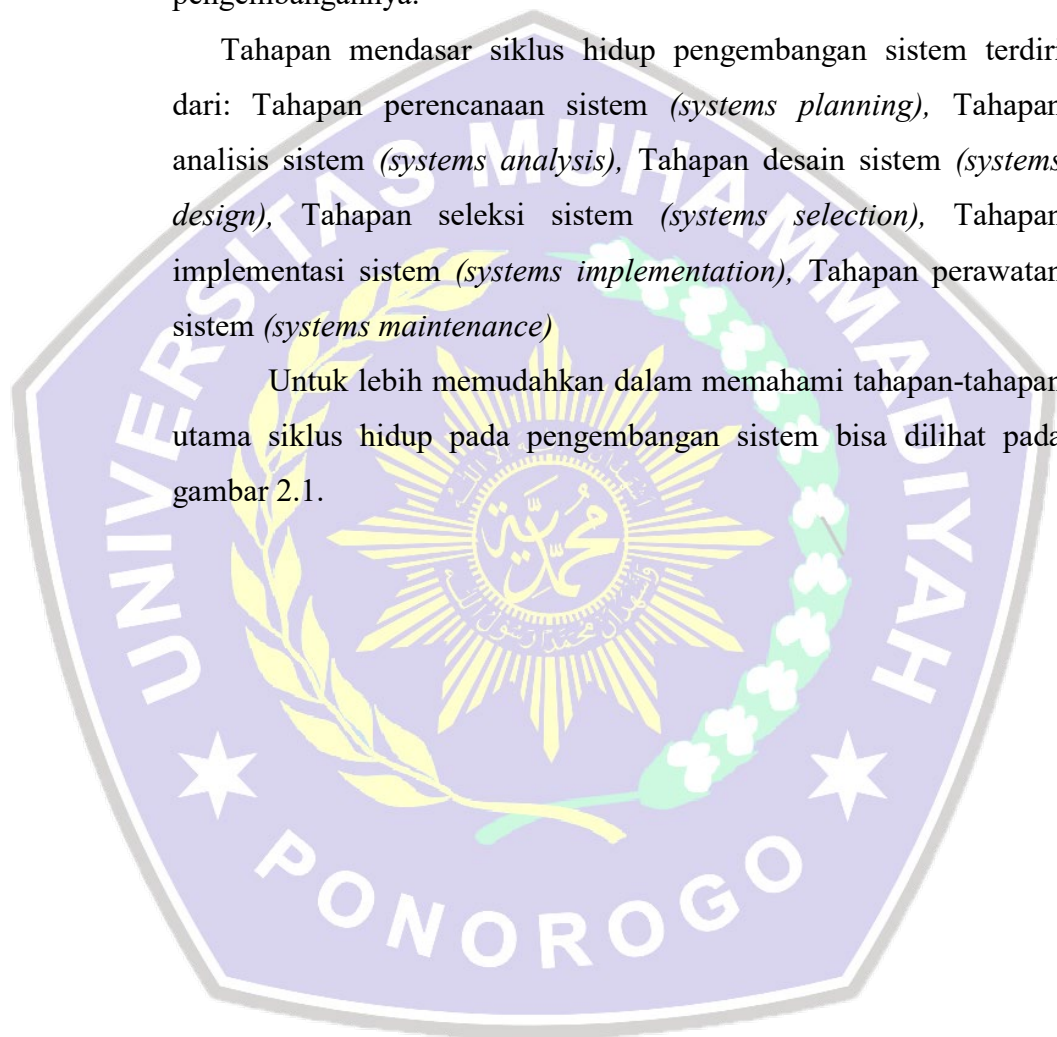 pengembangannya.
Tahapan mendasar siklus hidup pengembangan sistem terdiri
dari: Tahapan perencanaan sistem (systems planning), Tahapan
analisis sistem (systems analysis), Tahapan desain sistem (systems
design), Tahapan seleksi sistem (systems selection), Tahapan
implementasi sistem (systems implementation), Tahapan perawatan
sistem (systems maintenance)
Untuk lebih memudahkan dalam memahami tahapan-tahapan
utama siklus hidup pada pengembangan sistem bisa dilihat pada
gambar 2.1.
UNIVERSITAS MUHAMMADIYAH
محمدية
PONOROGO